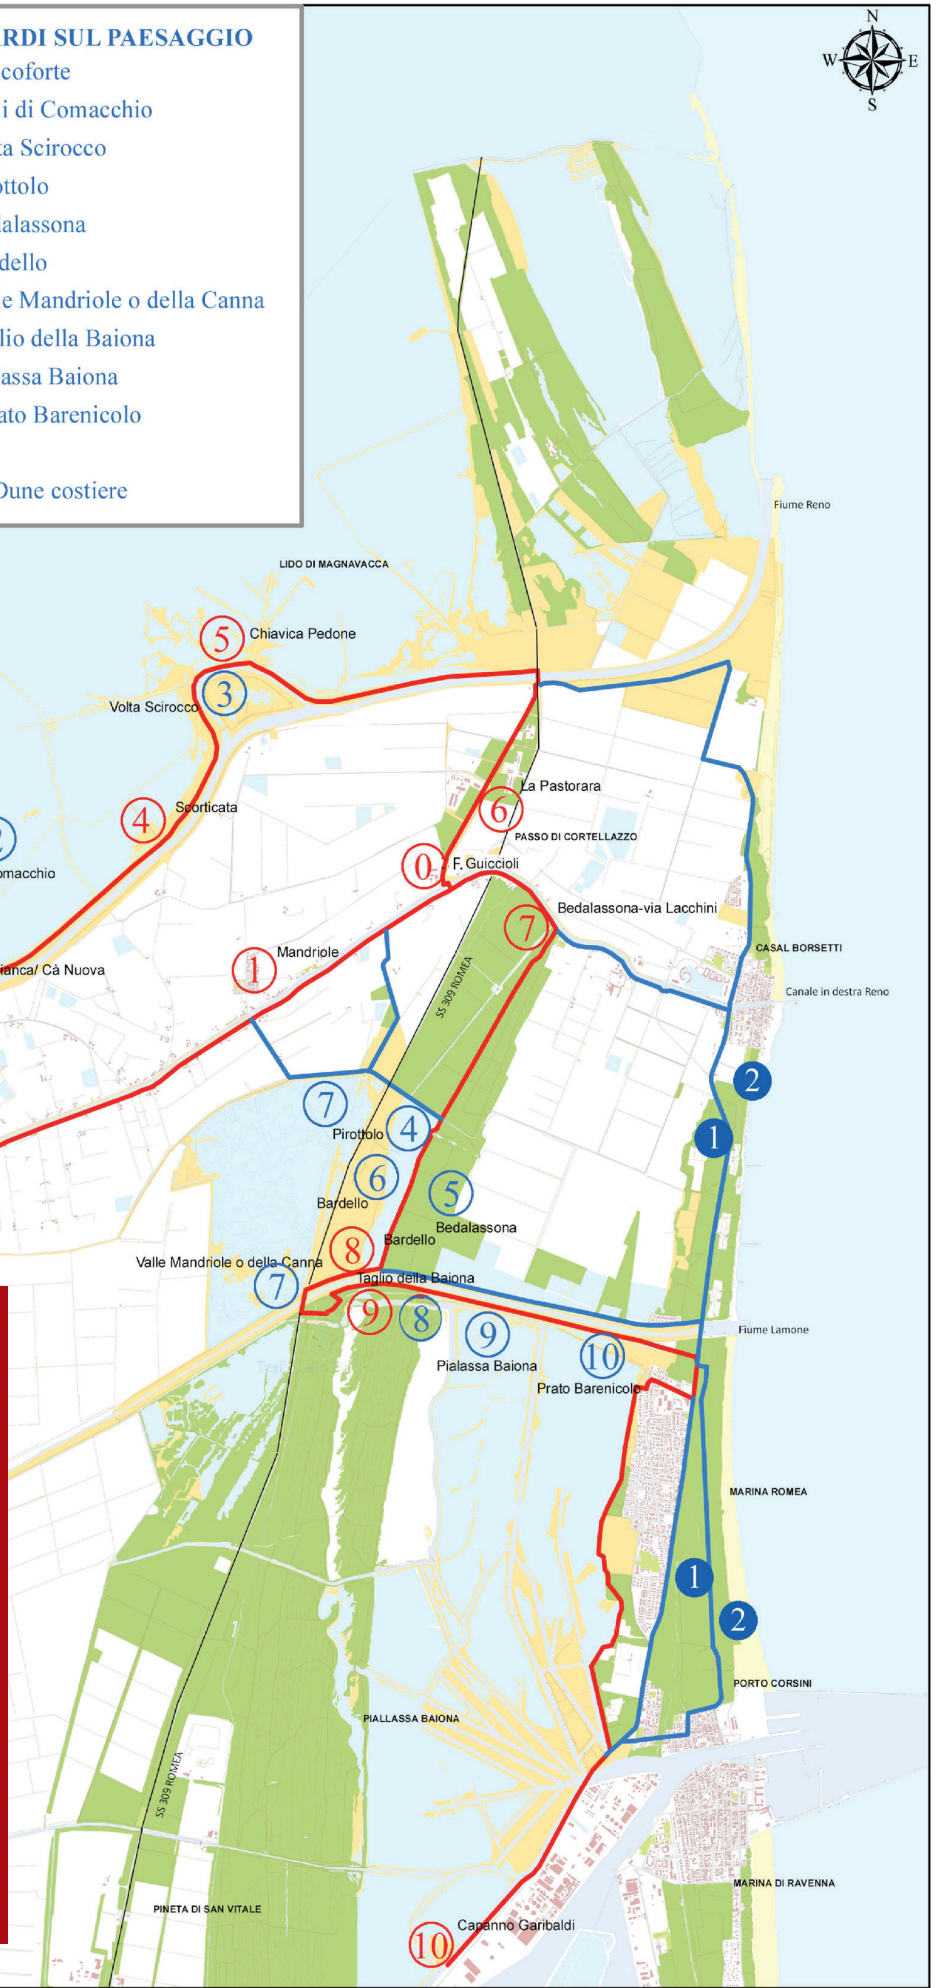 RDI SUL PAESAGGIO
coforte
i di Comacchio
ta Scirocco
ottolo
dalassona
dello
le Mandriole o della Canna
lio della Baiona
assa Baiona
ato Barenicolo
Dune costiere
N
W
E
S
Fiume Reno
LIDO DI MAGNAVACCA
5
Chiavica Pedone
3
Volta Scirocco
La Pastorara
6
4
Scorticata
PASSO DI CORTELLAZZO
2
omacchio
0
F. Guiccioli
Bedalassona-via Lacchini
7
CASAL BORSETTI
Mandriole
1
ianca/ Cà Nuova
SS 309 ROMEA
Canale in destra Reno
2
7
Pirottolo
4
1
6
5
Bardello
Bedalassona
8
Bardello
Valle Mandriole o della Canna
7
Taglio della Baiona
9
8
9
Fiume Lamone
10
Pialassa Baiona
Prato Barenicolo
MARINA ROMEA
1
2
PORTO CORSINI
PIALLASSA BAIONA
SS 309 ROMEA
MARINA DI RAVENNA
PINETA DI SAN VITALE
Capanno Garibaldi
10